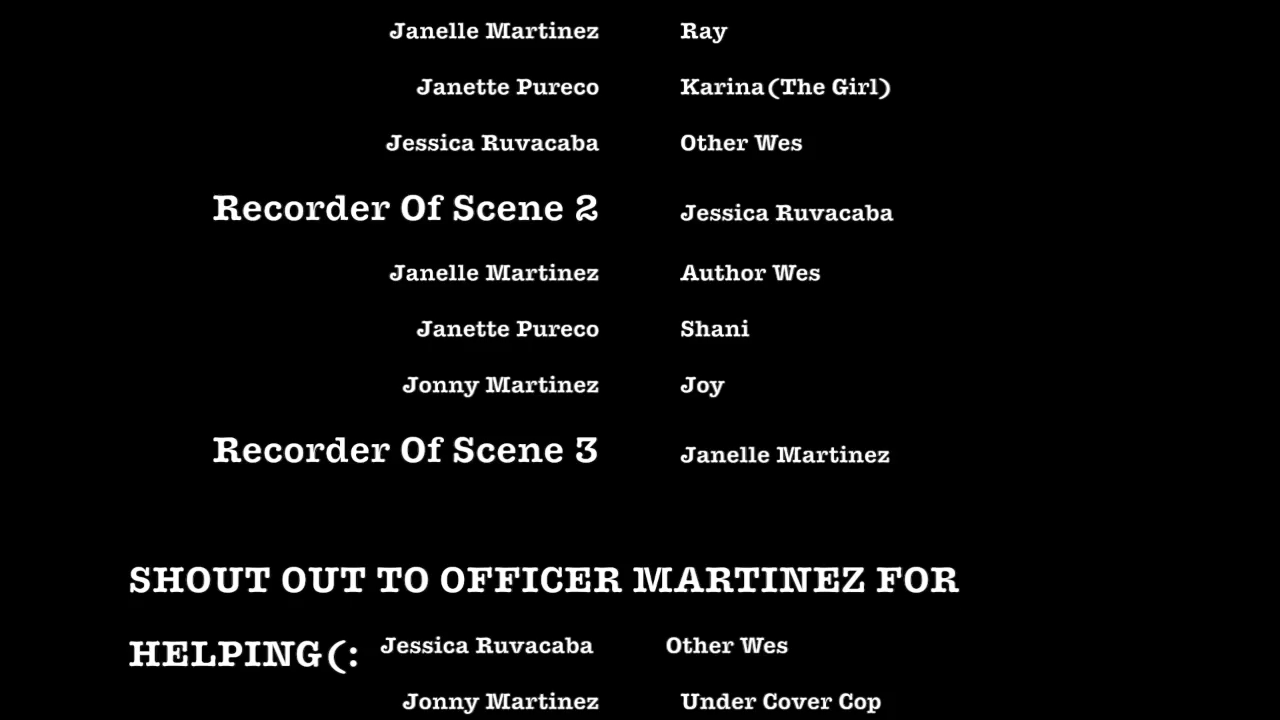 Janelle Martinez Ray
Janette Pureco Karina(The Girl)
Jessica Ruvacaba Other Wes
Recorder Of Scene 2 Jessica Ruvacaba
Janelle Martinez Author Wes
Janette Pureco Shani
Jonny Martinez Joy
Recorder Of Scene 3 Janelle Martinez
SHOUT OUT TO OFFICER MARTINEZ FOR
HELPING(: Jessica Ruvacaba Other Wes
Jonny Martinez Under Cover Cop